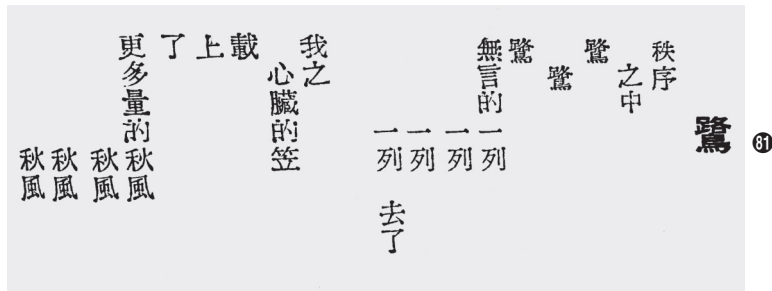 81
鷺
秩序
之中
鷺
鷺
鷺
無言的一列
一列
一列
一列 去了
我之
心臟的笠
載
上
了
更多量的秋風
秋風
秋風
秋風